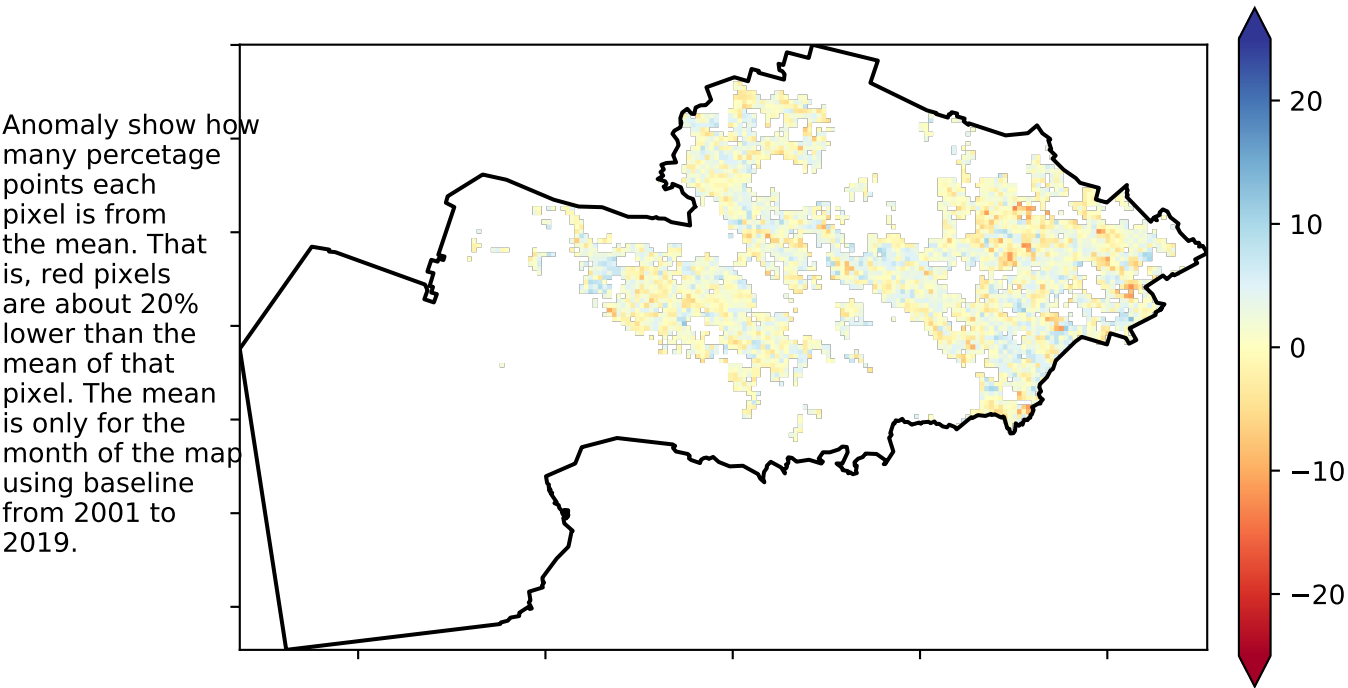 Anomaly show how
many percetage
points each
pixel is from
the mean. That
is, red pixels
are about 20%
lower than the
mean of that
pixel. The mean
is only for the
month of the map
using baseline
from 2001 to
2019.
20
10
0
−10
−20